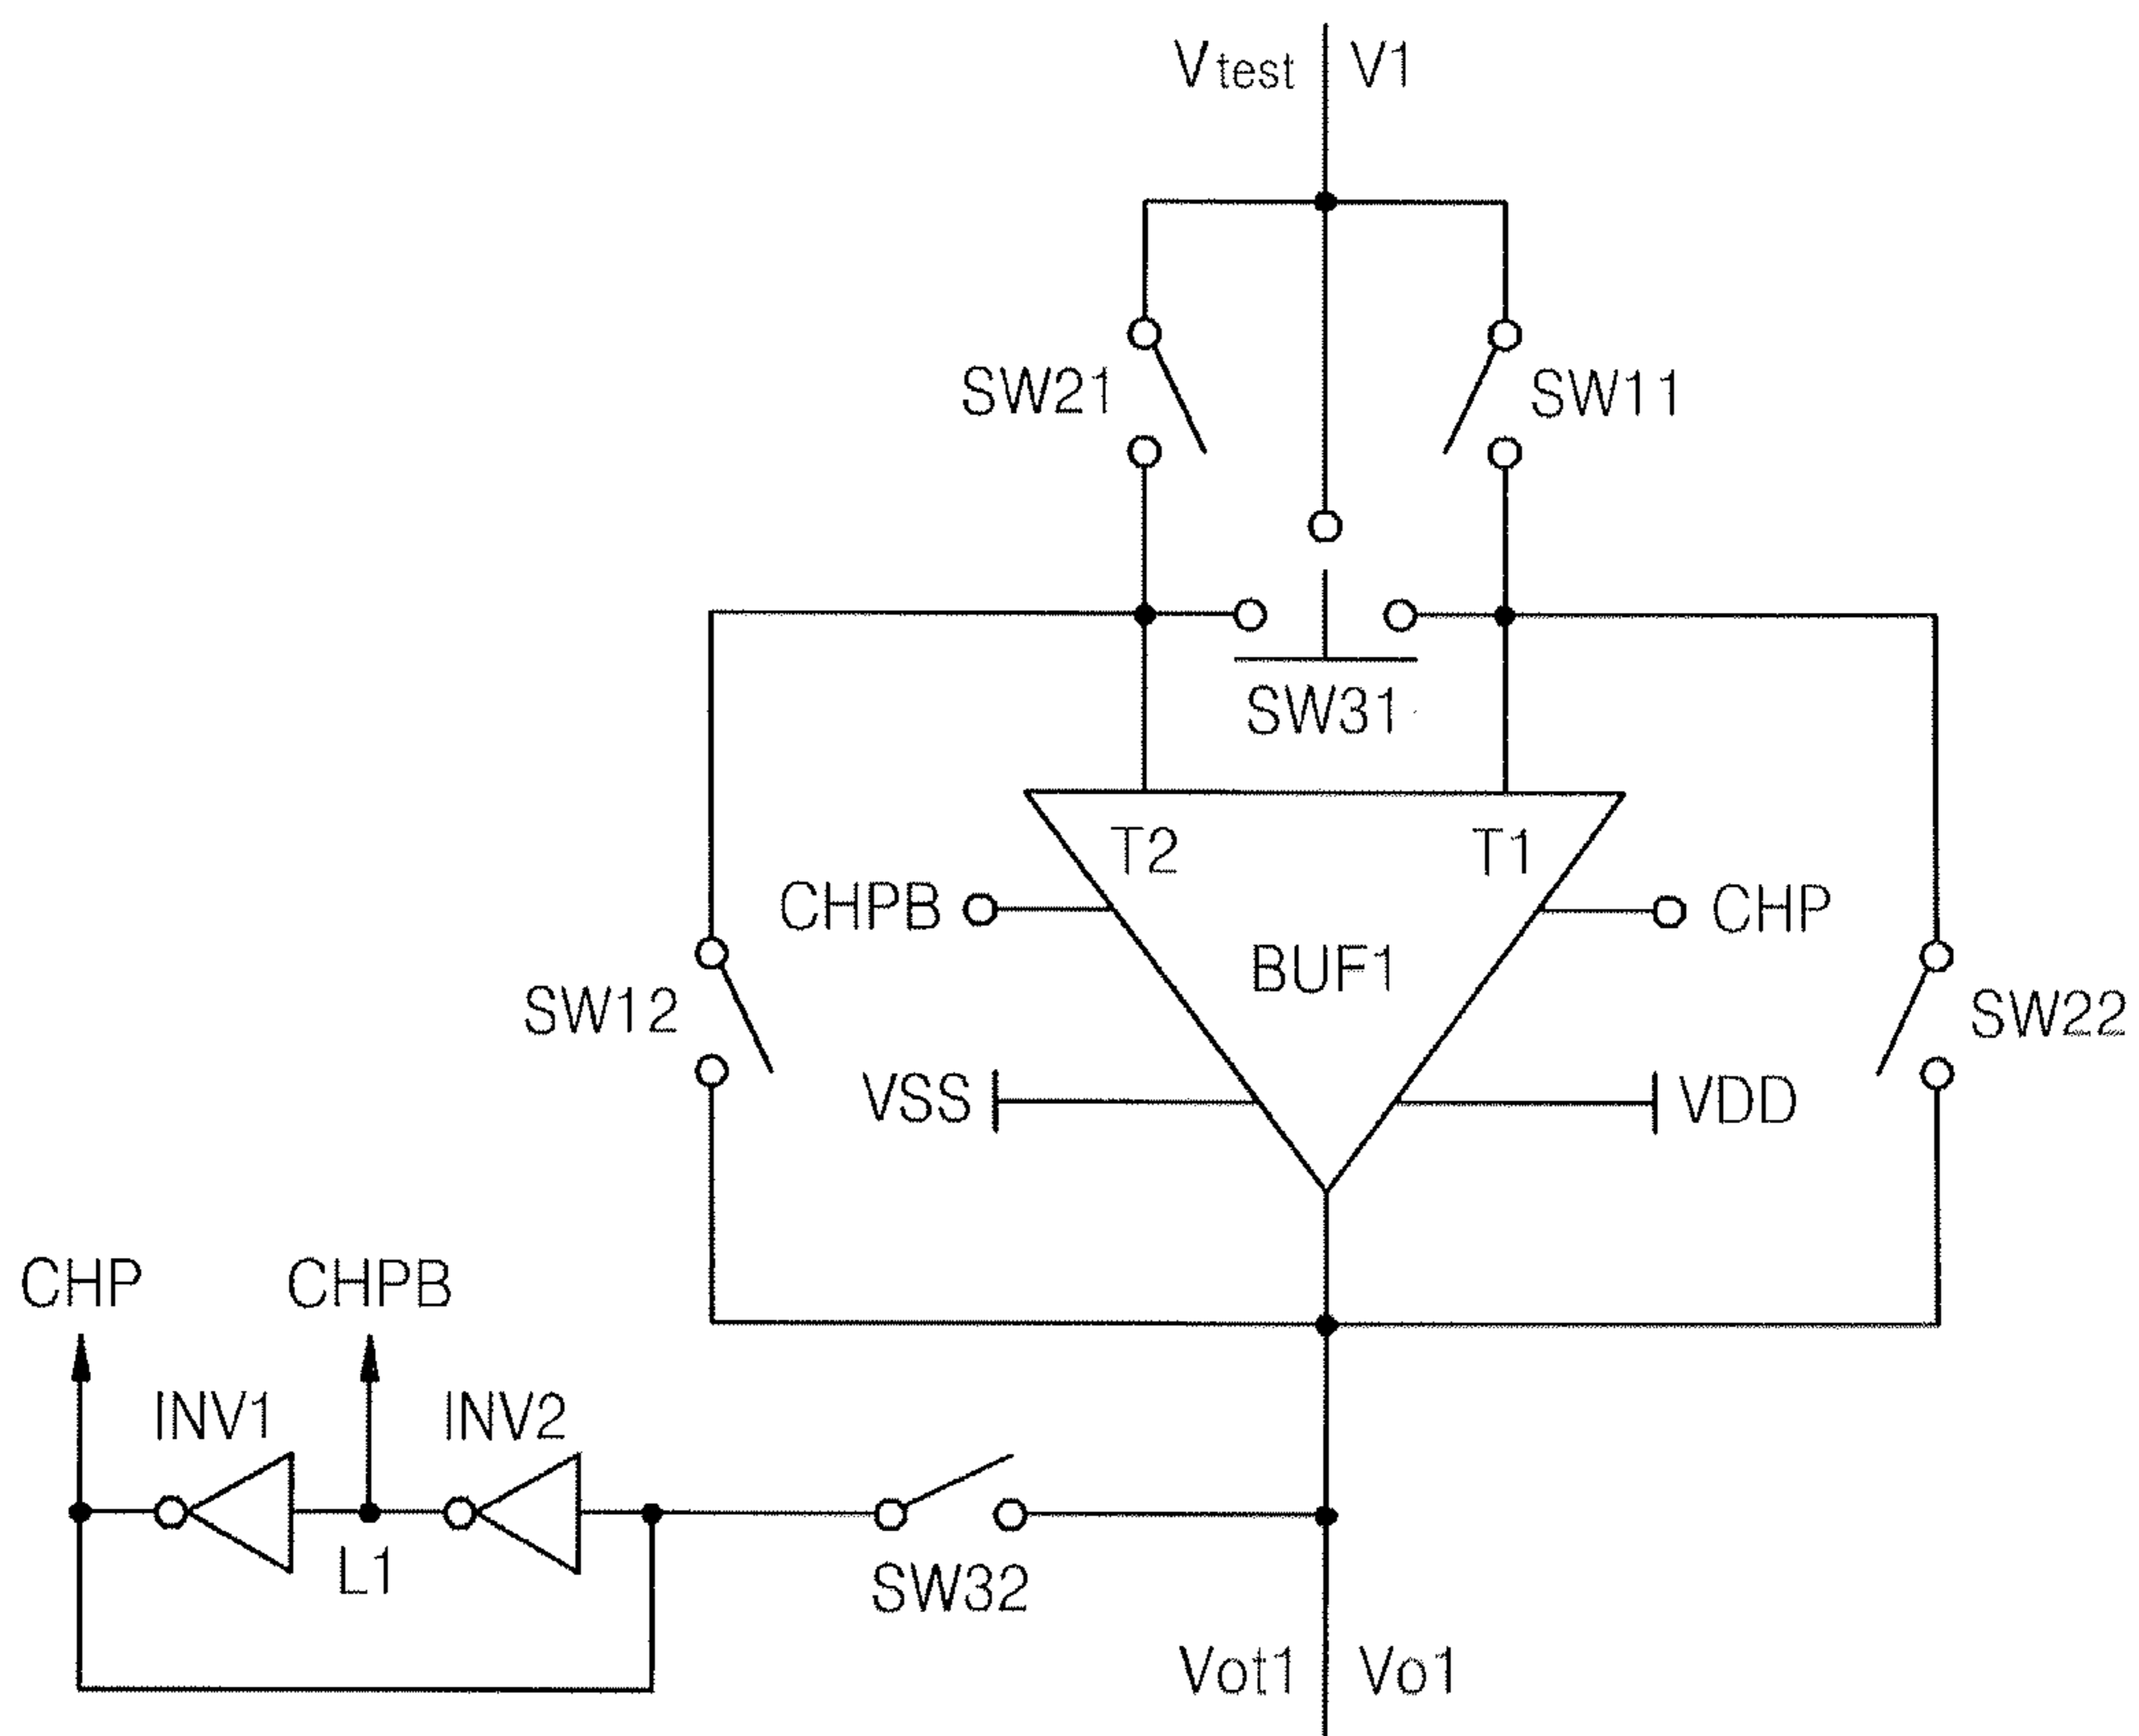 Vtest V1
SW21
SW11
SW31
T2
T1
CHPB
CHP
BUF1
SW12
SW22
VSS
VDD
CHP
CHPB
INV1
INV2
L1
SW32
Vot1 Vo1